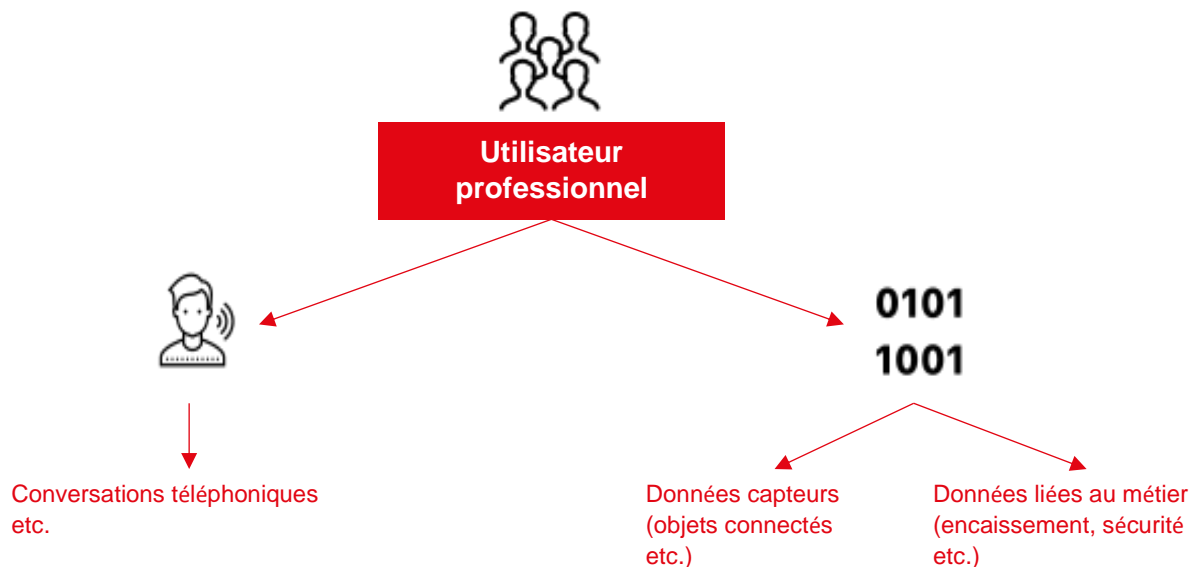 Utilisateur
professionnel
0101
1001
Conversations téléphoniques
etc.
Données capteurs
(objets connectés
etc.)
Données liées au métier
(encaissement, sécurité
etc.)